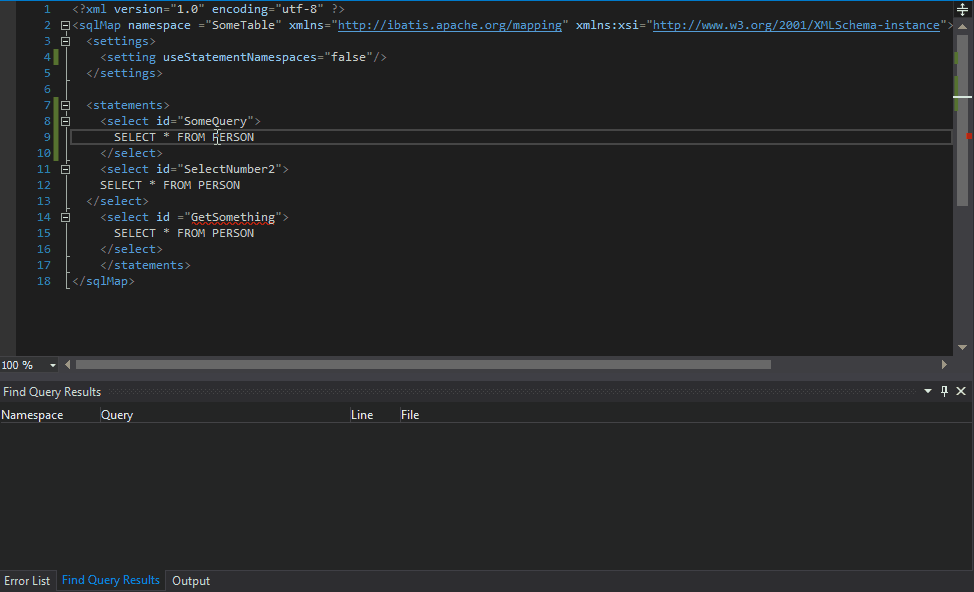 1 <?xml version="1.0" encoding="utf-8" ?>
2 <sqlMap namespace ="SomeTable" xmlns="http://ibatis.apache.org/mapping" xmlns:xsi="http://www.w3.org/2001/XMLSchema-instance">
3 <settings>
4 <setting useStatementNamespaces="false"/>
5 </settings>
6
7 <statements>
8 <select id="SomeQuery">
9 SELECT * FROM PERSON
10 </select>
11 <select id="SelectNumber2">
12 SELECT * FROM PERSON
13 </select>
14 <select id ="GetSomething">
15 SELECT * FROM PERSON
16 </select>
17 </statements>
18 </sqlMap>
100 %
Find Query Results
Namespace Query Line File
Error List Find Query Results Output